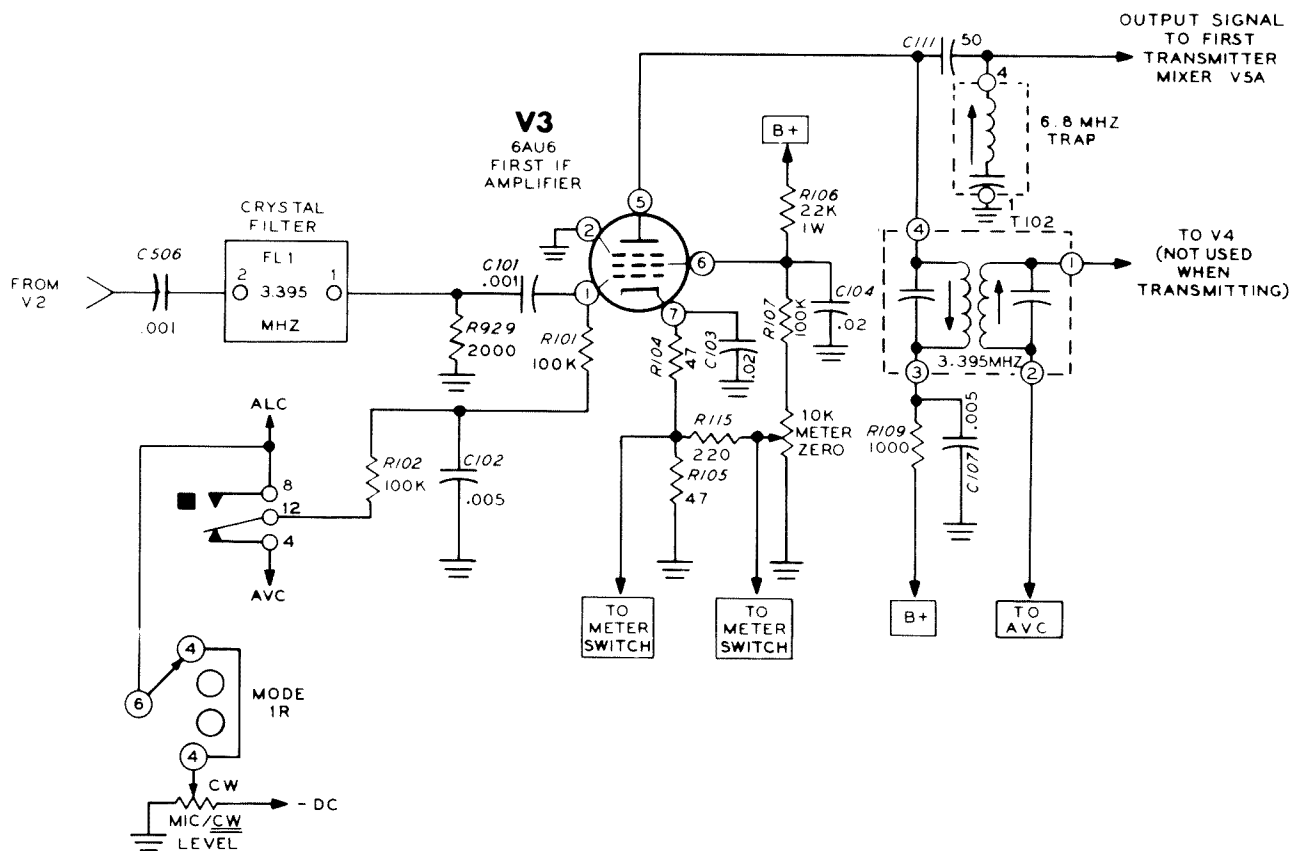 OUTPUT SIGNAL
TO FIRST
TRANSMITTER
MIXER V5A
C111
50
4
6.8 MHZ
TRAP
1
V3
6AU6
FIRST IF
AMPLIFIER
B+
R106
22K
1W
T102
CRYSTAL
FILTER
FROM
V2
C506
.001
FL1
2
1
3.395
MHZ
C101
.001
5
2
1
6
7
R929
2000
R101
100K
R104
47
C103
.02
R107
100K
C104
.02
4
1
3.395MHZ
3
2
TO V4
(NOT USED
WHEN
TRANSMITTING)
R115
220
10K
METER
ZERO
R109
1000
.005
C107
ALC
R102
100K
C102
.005
R105
47
8
12
4
AVC
TO
METER
SWITCH
TO
METER
SWITCH
B+
TO
AVC
4
6
MODE
1R
4
CW
- DC
MIC/CW
LEVEL